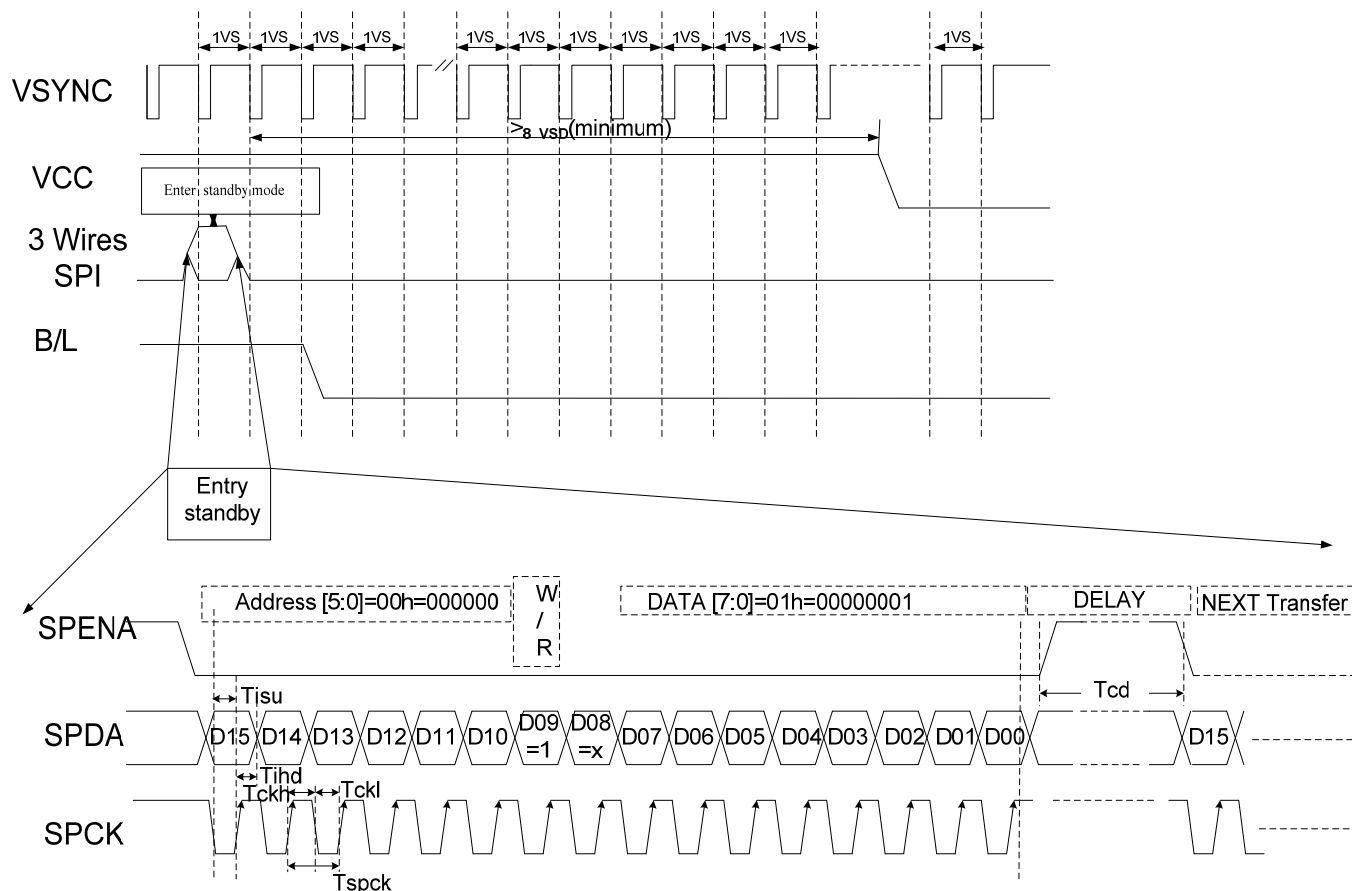 1VS 1VS 1VS 1VS 1VS 1VS 1VS 1VS 1VS 1VS 1VS 1VS
VSYNC
>8 VSD(minimum)
VCC
Enter standby mode
3 Wires
SPI
B/L
Entry
standby
Address [5:0]=00h=000000
W
/
R
DATA [7:0]=01h=00000001
DELAY
NEXT Transfer
SPENA
Tisu
Tcd
SPDA
D15 D14 D13 D12 D11 D10 D09 =1 D08 =x D07 D06 D05 D04 D03 D02 D01 D00 D15
Tihd
Tckh Tckl
SPCK
Tspck